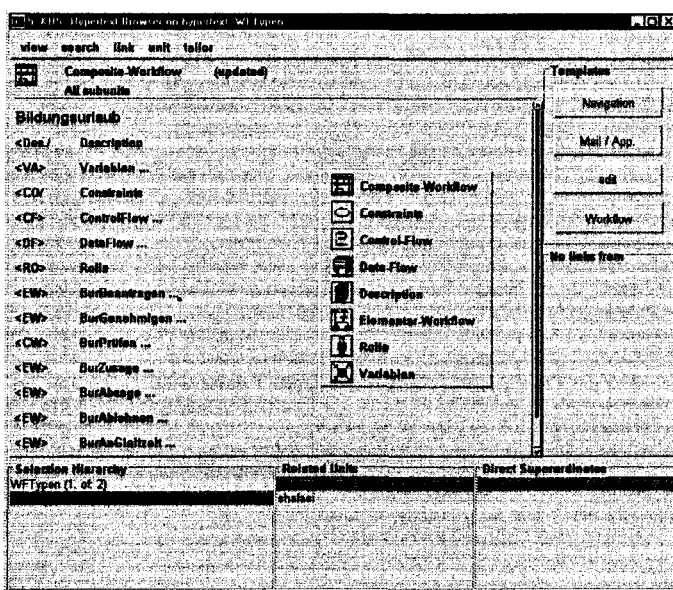 Hypertext Browser on hypertext: WFTypen
view search link unit tailor
Composite-Workflow (updated)
All subunits
Templates
Navigation
Mail / App.
edit
Workflow
No links from
Bildungsurlaub
<Des./ Description
<VA> Variablen ...
<CO/ Constraints
<CF> ControlFlow ...
<DF> DataFlow ...
<RO> Rolle
<EW> BurBeantragen ...
<EW> BurGenehmigen ...
<CW> BurPrüfen ...
<EW> BurZusage ...
<EW> BurAbsage ...
<EW> BurAblehnen ...
<EW> BurAnGleitzeit ...
Composite-Workflow
Constraints
Control-Flow
Data-Flow
Description
Elementar-Workflow
Rolle
Variablen
Selection Hierarchy
WFTypen (1. of 2)
Related Units
Direct Superordinates